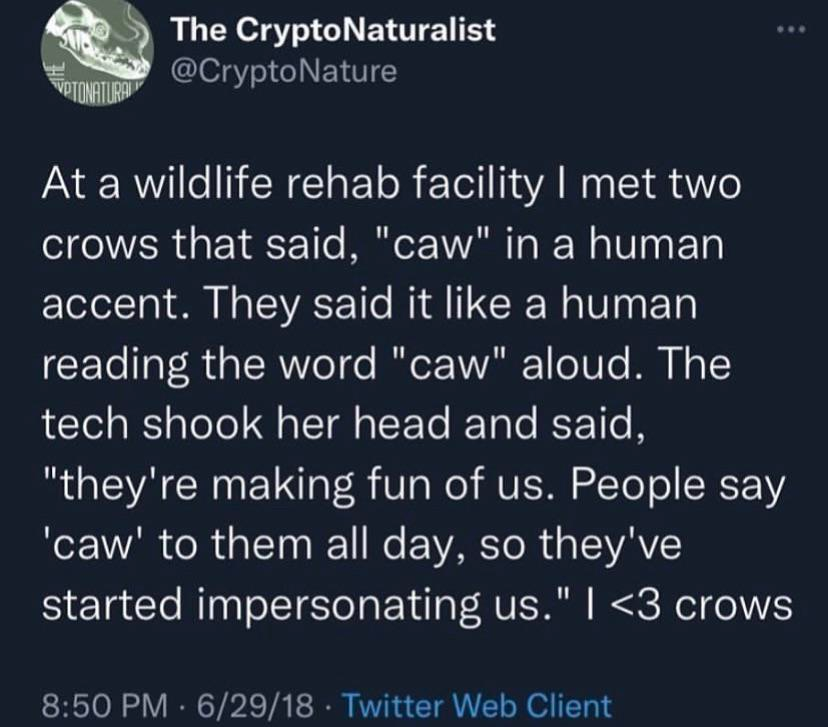 The CryptoNaturalist
@CryptoNature
THE
At a wildlife rehab facility I met two
crows that said, "caw" in a human
accent. They said it like a human
reading the word "caw" aloud. The
tech shook her head and said,
"they're making fun of us. People say
'caw' to them all day, so they've
started impersonating us." I <3 crows
8:50 PM · 6/29/18 · Twitter Web Client